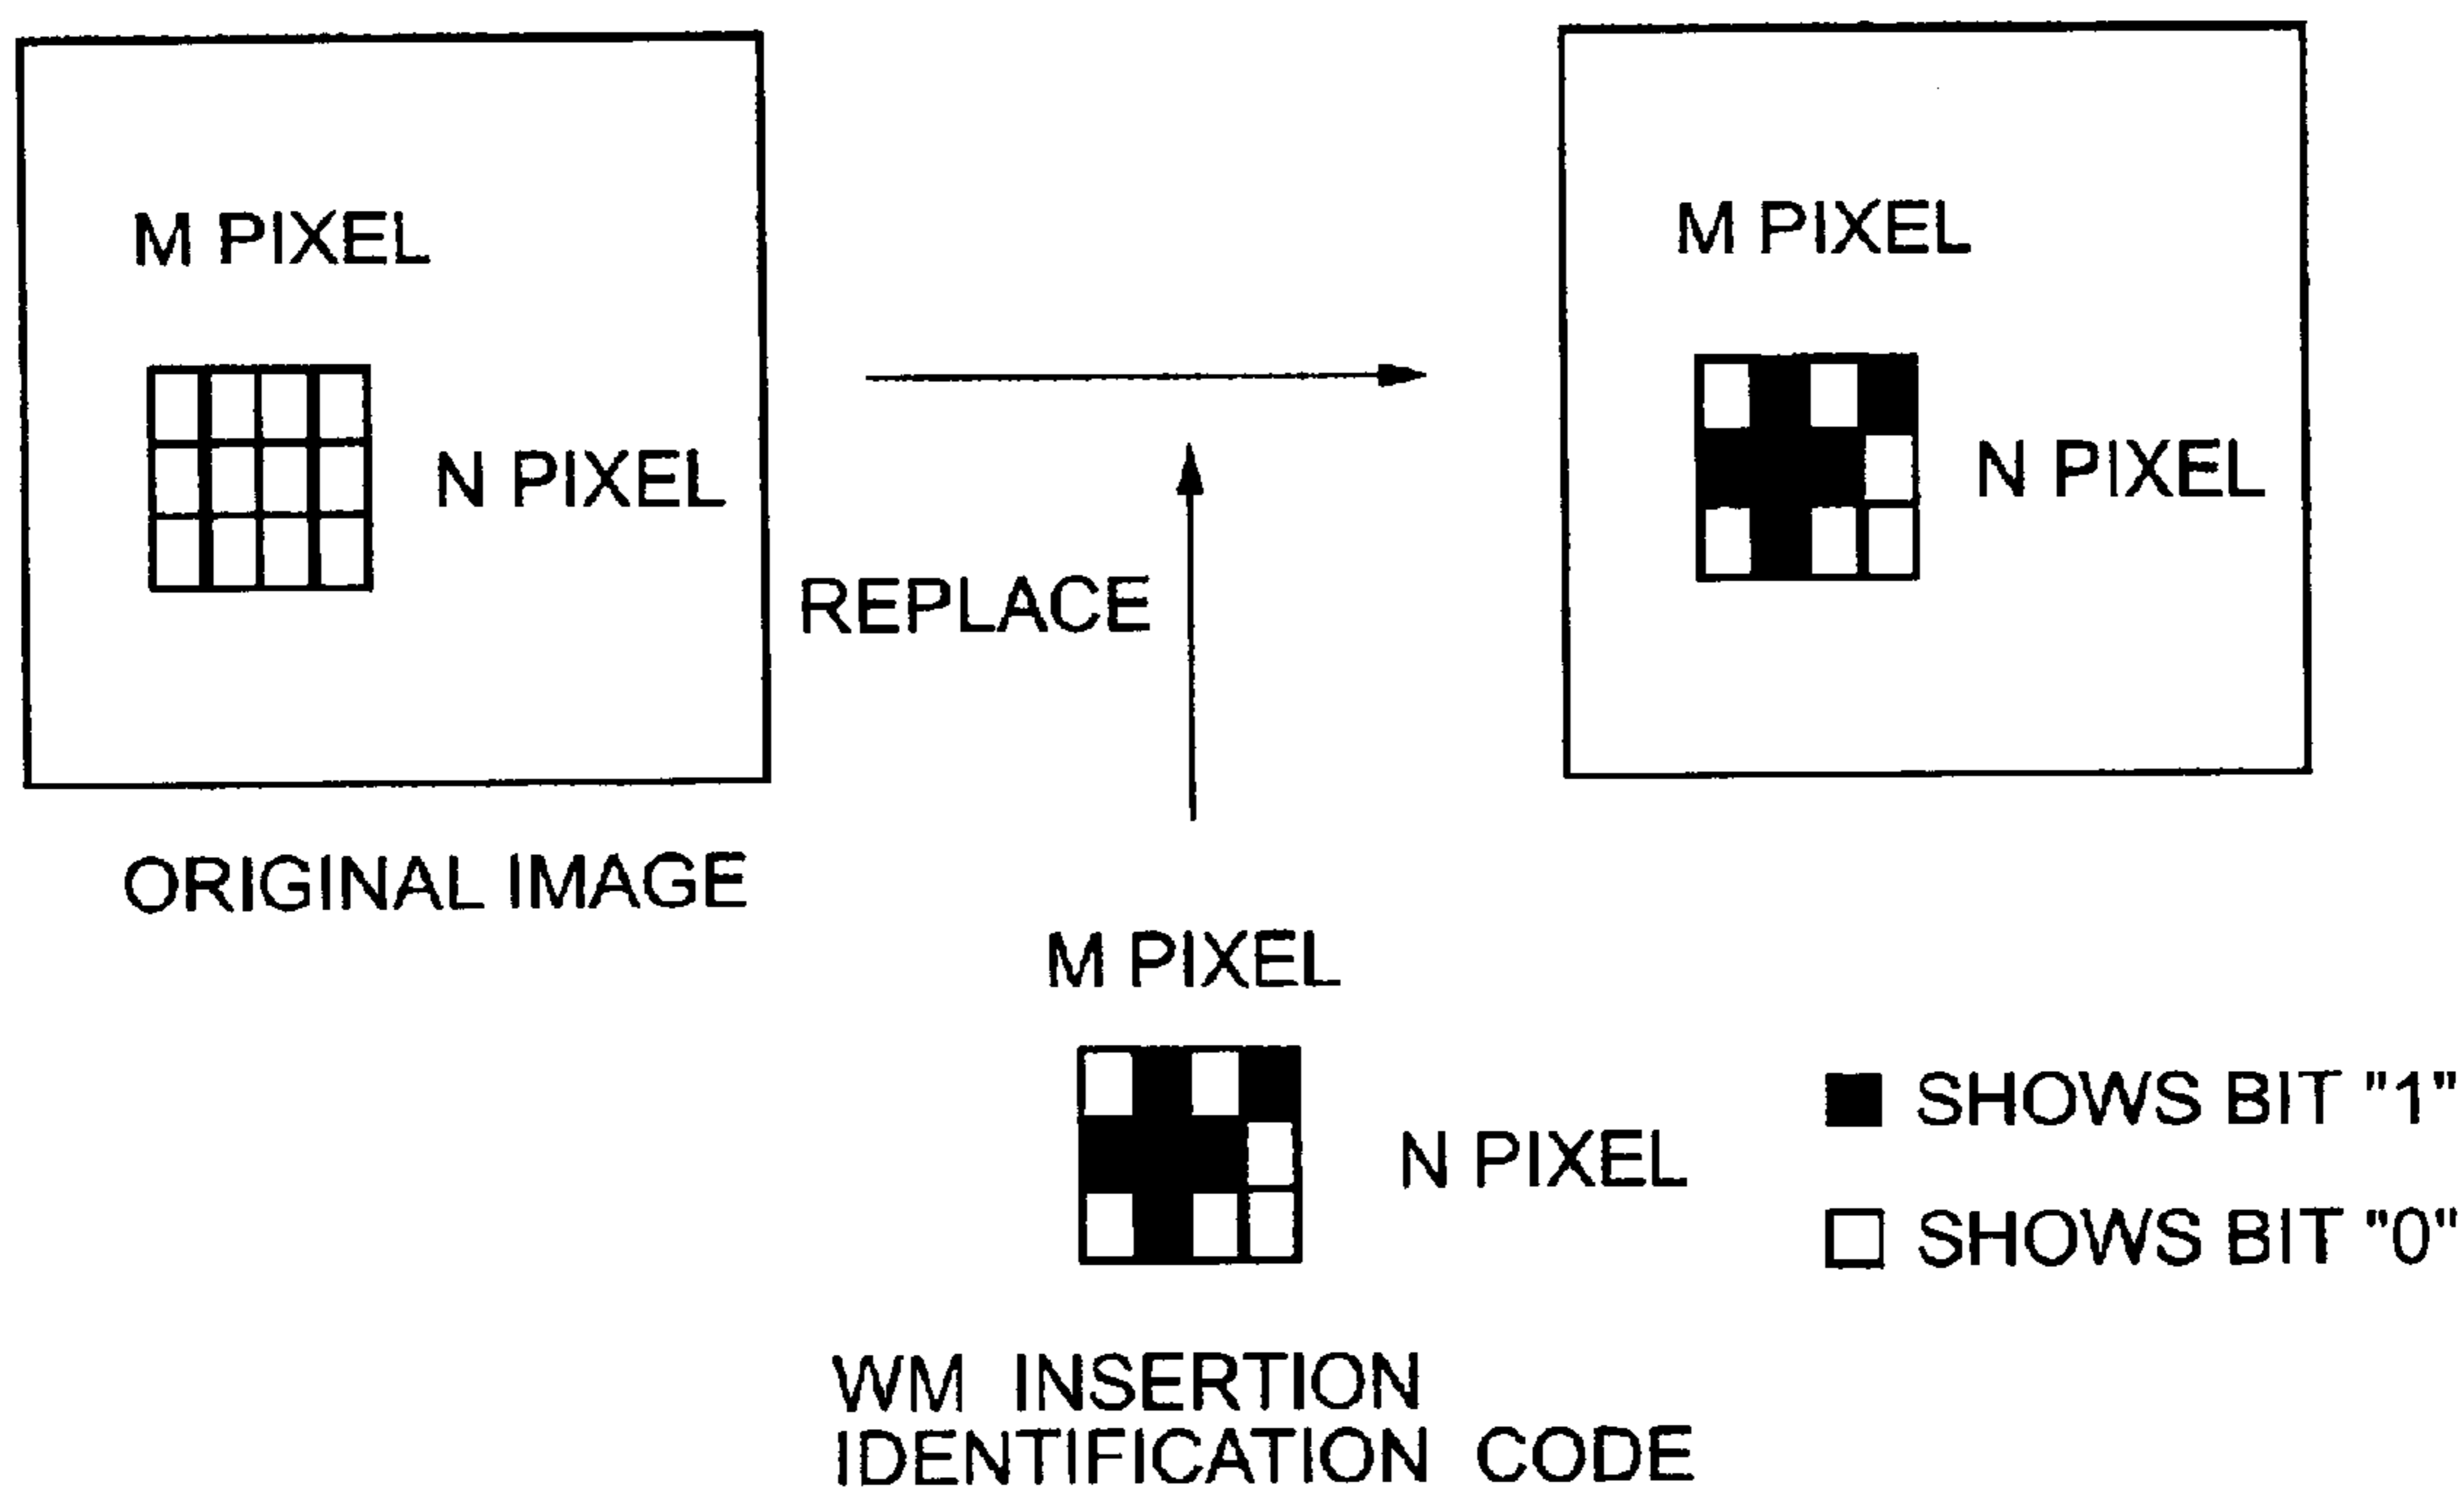 M PIXEL
N PIXEL
ORIGINAL IMAGE
REPLACE
M PIXEL
N PIXEL
M PIXEL
N PIXEL
WM INSERTION
IDENTIFICATION CODE
SHOWS BIT "1"
SHOWS BIT "0"